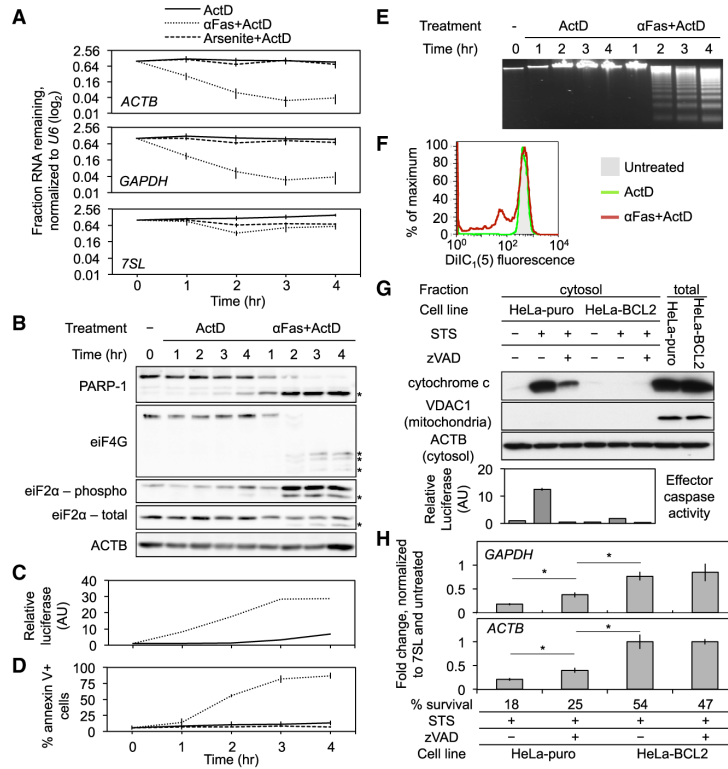 A
ActD
αFas+ActD
Arsenite+ActD
Fraction RNA remaining,
normalized to U6 (log2)
2.56
0.64
0.16
0.04
0.01
ACTB
2.56
0.64
0.16
0.04
0.01
GAPDH
2.56
0.64
0.16
0.04
0.01
7SL
0 1 2 3 4
Time (hr)
B
Treatment – ActD αFas+ActD
Time (hr) 0 1 2 3 4 1 2 3 4
PARP-1
*
eiF4G
*
*
*
eiF2α – phospho
*
eiF2α – total
*
ACTB
C
Relative
luciferase
(AU)
40
30
20
10
0
D
% annexin V+
cells
100
75
50
25
0
0 1 2 3 4
Time (hr)
E
Treatment - ActD αFas+ActD
Time (hr) 0 1 2 3 4 1 2 3 4
F
% of maximum
100
80
60
40
20
0
10^0 10^2 10^4
DilC1(5) fluorescence
Untreated
ActD
αFas+ActD
G
Fraction cytosol total
Cell line HeLa-puro HeLa-BCL2 HeLa-puro HeLa-BCL2
STS – + + – + +
zVAD – – + – – +
cytochrome c
VDAC1
(mitochondria)
ACTB
(cytosol)
Relative
Luciferase
(AU)
20
10
0
Effector
caspase
activity
H
Fold change, normalized
to 7SL and untreated
GAPDH
1
0.5
0
* *
ACTB
1
0.5
0
* *
% survival 18 25 54 47
STS + + + +
zVAD – + – +
Cell line HeLa-puro HeLa-BCL2